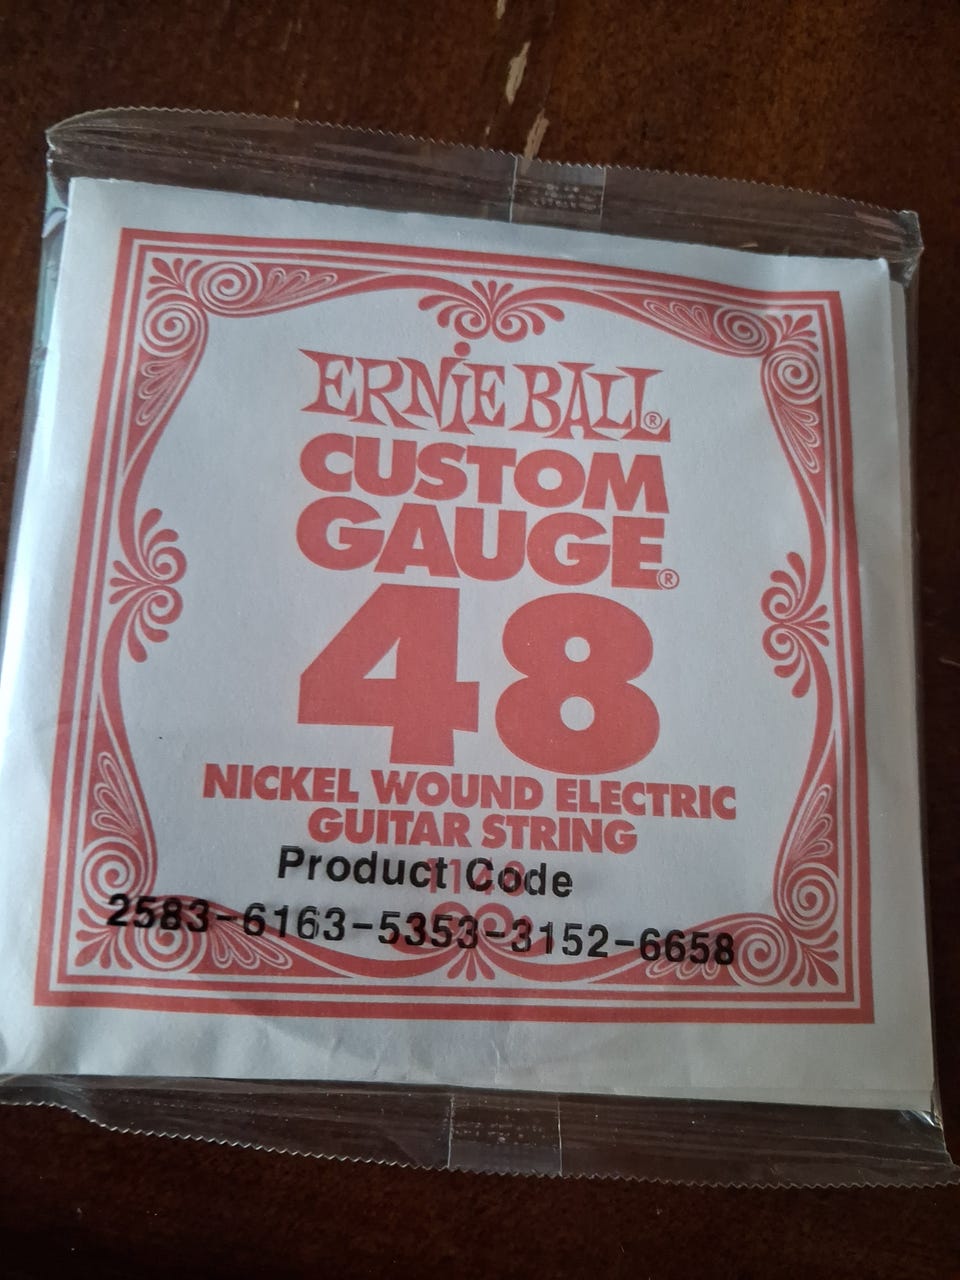 ERNiE BALL®
CUSTOM
GAUGE®
48
NICKEL WOUND ELECTRIC
GUITAR STRING
Product Code
2583-6163-5353-3152-6658